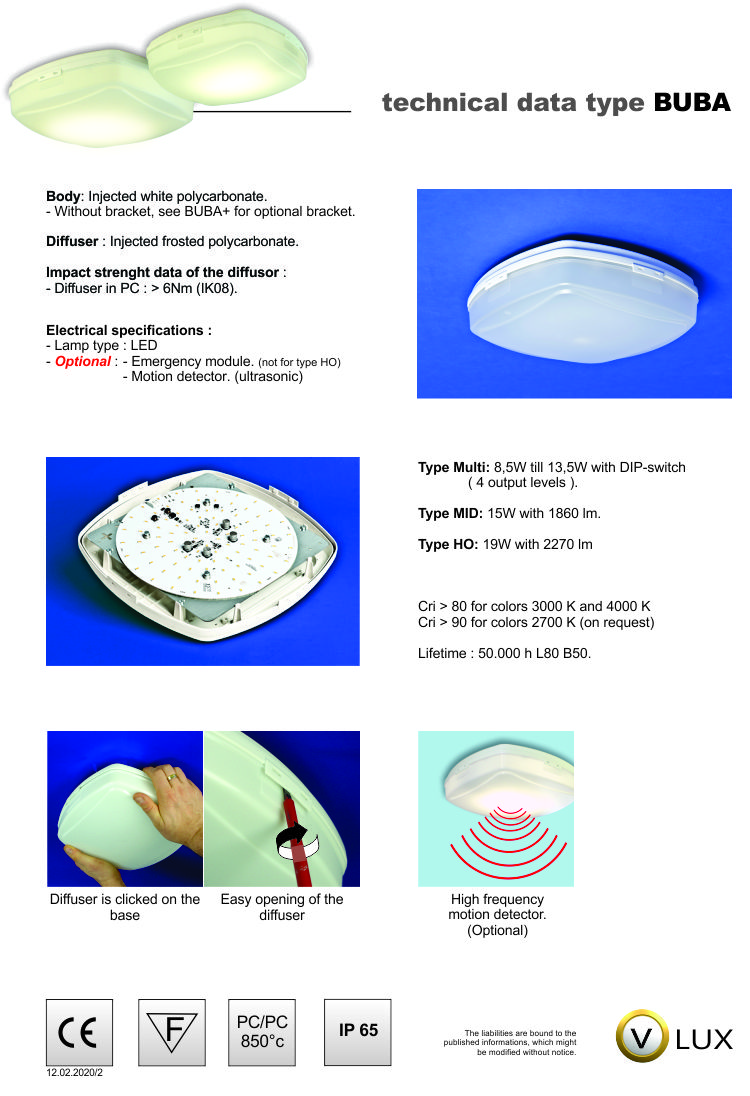 technical data type BUBA
Body: Injected white polycarbonate.
- Without bracket, see BUBA+ for optional bracket.
Diffuser : Injected frosted polycarbonate.
Impact strenght data of the diffusor :
- Diffuser in PC : > 6Nm (IK08).
Electrical specifications :
- Lamp type : LED
- Optional : - Emergency module. (not for type HO)
- Motion detector. (ultrasonic)
Type Multi: 8,5W till 13,5W with DIP-switch
( 4 output levels ).
Type MID: 15W with 1860 lm.
Type HO: 19W with 2270 lm
Cri > 80 for colors 3000 K and 4000 K
Cri > 90 for colors 2700 K (on request)
Lifetime : 50.000 h L80 B50.
Diffuser is clicked on the
base
Easy opening of the
diffuser
High frequency
motion detector.
(Optional)
CE
F
PC/PC
850°c
IP 65
12.02.2020/2
The liabilities are bound to the
published informations, which might
be modified without notice.
V LUX